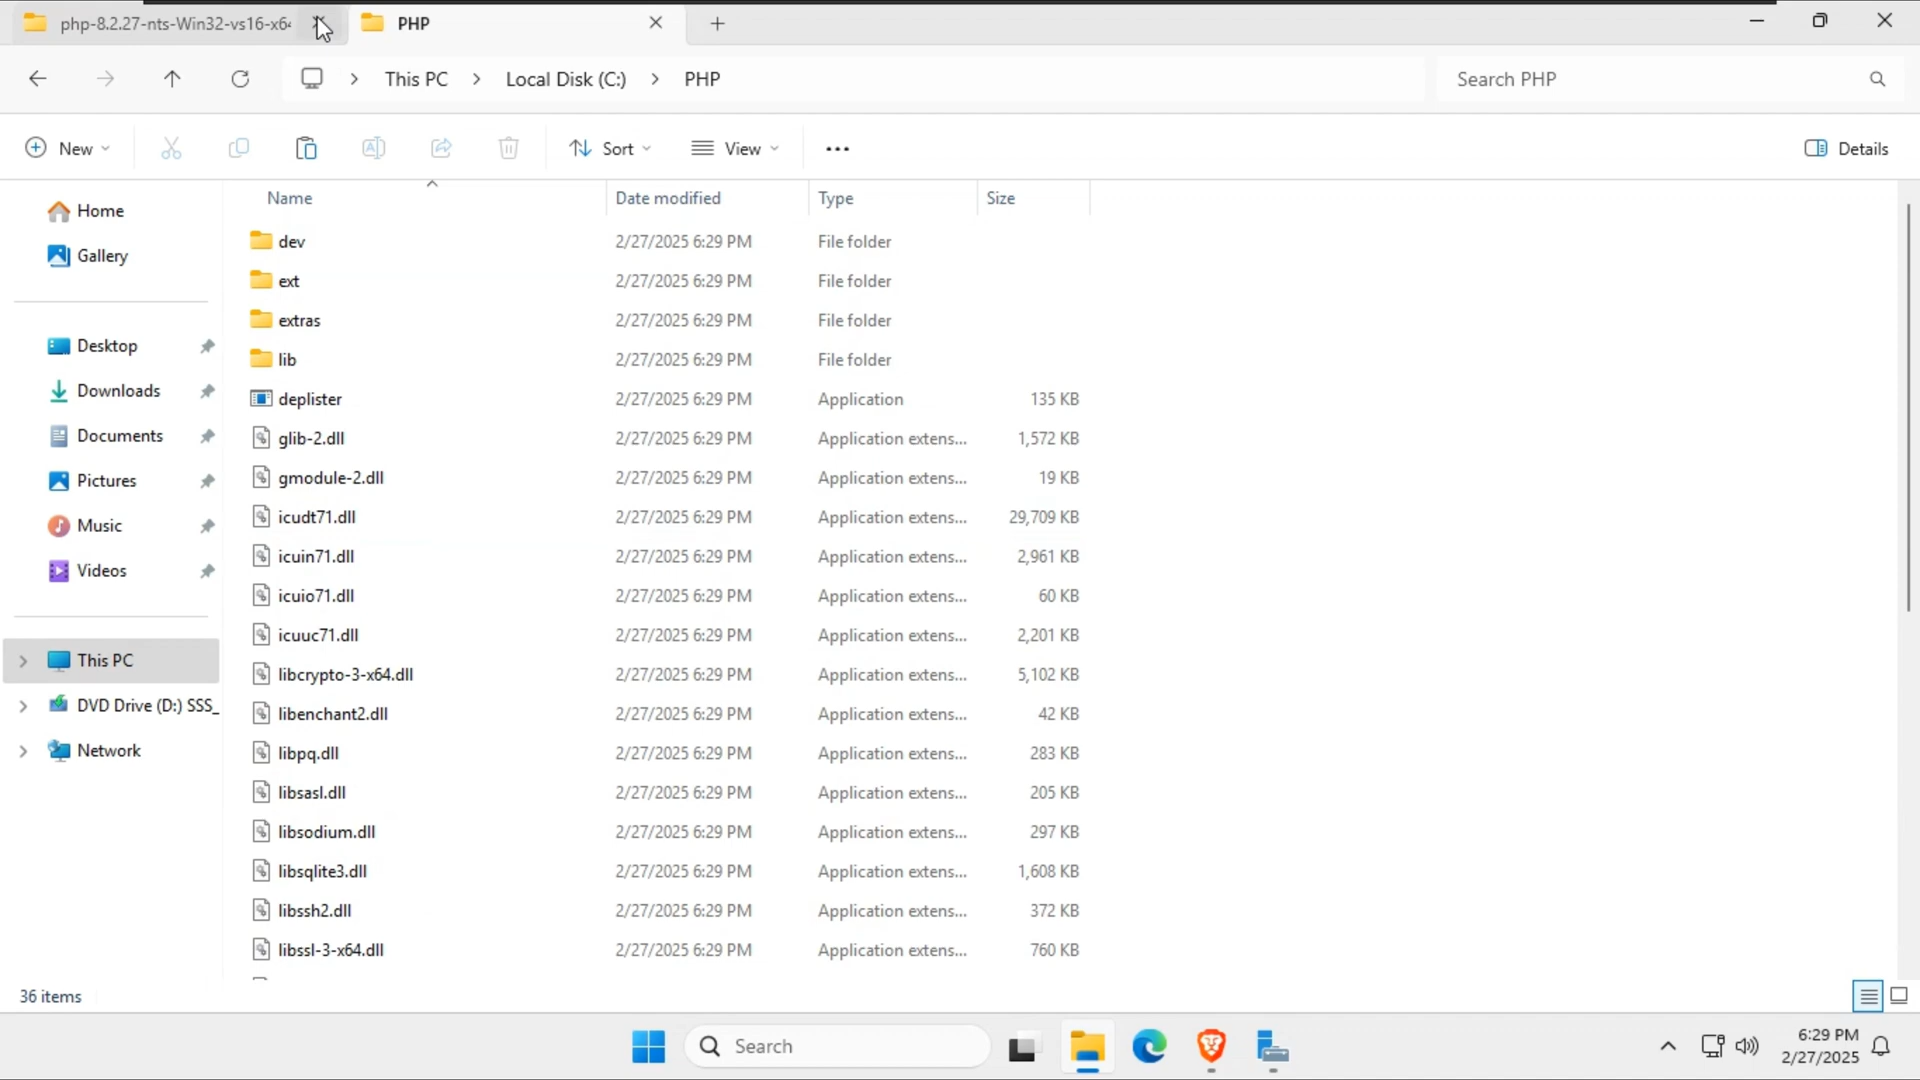 php-8.2.27-nts-Win32-vs16-x64
PHP
This PC
Local Disk (C:)
PHP
Search PHP
New
Sort
View
Details
Name
Date modified
Type
Size
Home
Gallery
Desktop
Downloads
Documents
Pictures
Music
Videos
This PC
DVD Drive (D:) SSS_
Network
dev 2/27/2025 6:29 PM File folder
ext 2/27/2025 6:29 PM File folder
extras 2/27/2025 6:29 PM File folder
lib 2/27/2025 6:29 PM File folder
deplister 2/27/2025 6:29 PM Application 135 KB
glib-2.dll 2/27/2025 6:29 PM Application extens... 1,572 KB
gmodule-2.dll 2/27/2025 6:29 PM Application extens... 19 KB
icudt71.dll 2/27/2025 6:29 PM Application extens... 29,709 KB
icuin71.dll 2/27/2025 6:29 PM Application extens... 2,961 KB
icuio71.dll 2/27/2025 6:29 PM Application extens... 60 KB
icuuc71.dll 2/27/2025 6:29 PM Application extens... 2,201 KB
libcrypto-3-x64.dll 2/27/2025 6:29 PM Application extens... 5,102 KB
libenchant2.dll 2/27/2025 6:29 PM Application extens... 42 KB
libpq.dll 2/27/2025 6:29 PM Application extens... 283 KB
libsasl.dll 2/27/2025 6:29 PM Application extens... 205 KB
libsodium.dll 2/27/2025 6:29 PM Application extens... 297 KB
libsqlite3.dll 2/27/2025 6:29 PM Application extens... 1,608 KB
libssh2.dll 2/27/2025 6:29 PM Application extens... 372 KB
libssl-3-x64.dll 2/27/2025 6:29 PM Application extens... 760 KB
36 items
Search
6:29 PM
2/27/2025